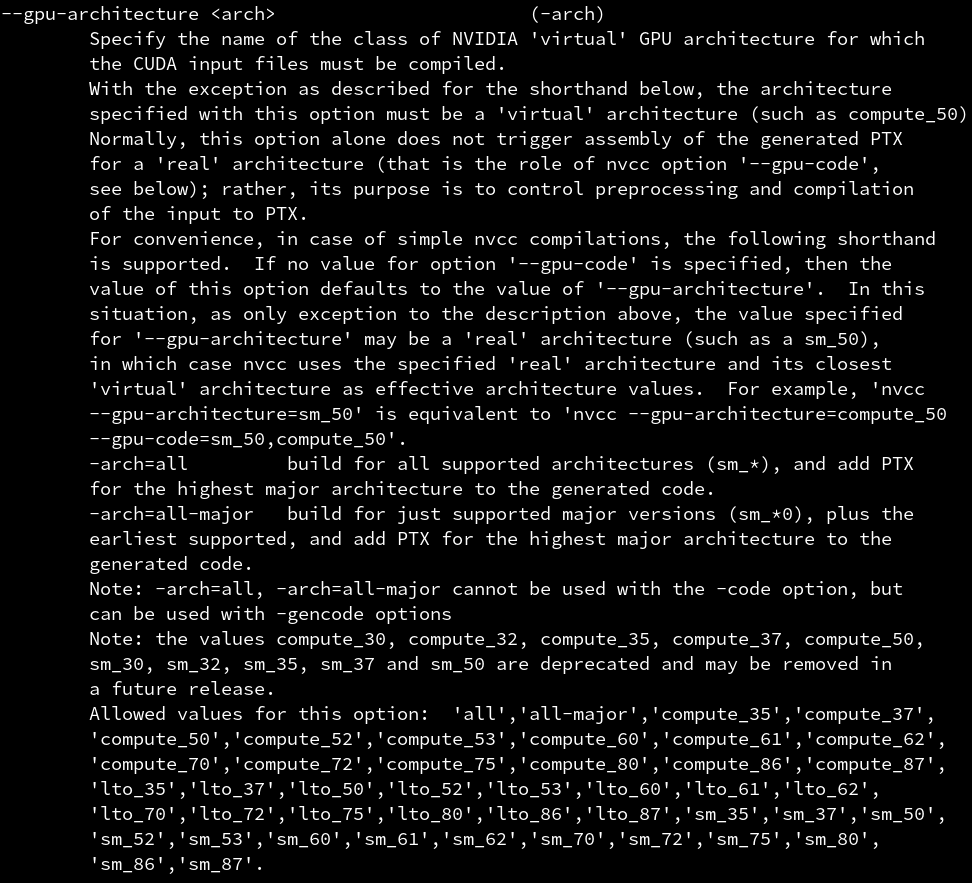 --gpu-architecture <arch>                       (-arch)
        Specify the name of the class of NVIDIA 'virtual' GPU architecture for which
        the CUDA input files must be compiled.
        With the exception as described for the shorthand below, the architecture
        specified with this option must be a 'virtual' architecture (such as compute_50)
        Normally, this option alone does not trigger assembly of the generated PTX
        for a 'real' architecture (that is the role of nvcc option '--gpu-code',
        see below); rather, its purpose is to control preprocessing and compilation
        of the input to PTX.
        For convenience, in case of simple nvcc compilations, the following shorthand
        is supported.  If no value for option '--gpu-code' is specified, then the
        value of this option defaults to the value of '--gpu-architecture'.  In this
        situation, as only exception to the description above, the value specified
        for '--gpu-architecture' may be a 'real' architecture (such as a sm_50),
        in which case nvcc uses the specified 'real' architecture and its closest
        'virtual' architecture as effective architecture values.  For example, 'nvcc
        --gpu-architecture=sm_50' is equivalent to 'nvcc --gpu-architecture=compute_50
        --gpu-code=sm_50,compute_50'.
        -arch=all         build for all supported architectures (sm_*), and add PTX
        for the highest major architecture to the generated code.
        -arch=all-major   build for just supported major versions (sm_*0), plus the
        earliest supported, and add PTX for the highest major architecture to the
        generated code.
        Note: -arch=all, -arch=all-major cannot be used with the -code option, but
        can be used with -gencode options
        Note: the values compute_30, compute_32, compute_35, compute_37, compute_50,
        sm_30, sm_32, sm_35, sm_37 and sm_50 are deprecated and may be removed in
        a future release.
        Allowed values for this option:  'all','all-major','compute_35','compute_37',
        'compute_50','compute_52','compute_53','compute_60','compute_61','compute_62',
        'compute_70','compute_72','compute_75','compute_80','compute_86','compute_87',
        'lto_35','lto_37','lto_50','lto_52','lto_53','lto_60','lto_61','lto_62',
        'lto_70','lto_72','lto_75','lto_80','lto_86','lto_87','sm_35','sm_37','sm_50',
        'sm_52','sm_53','sm_60','sm_61','sm_62','sm_70','sm_72','sm_75','sm_80',
        'sm_86','sm_87'.